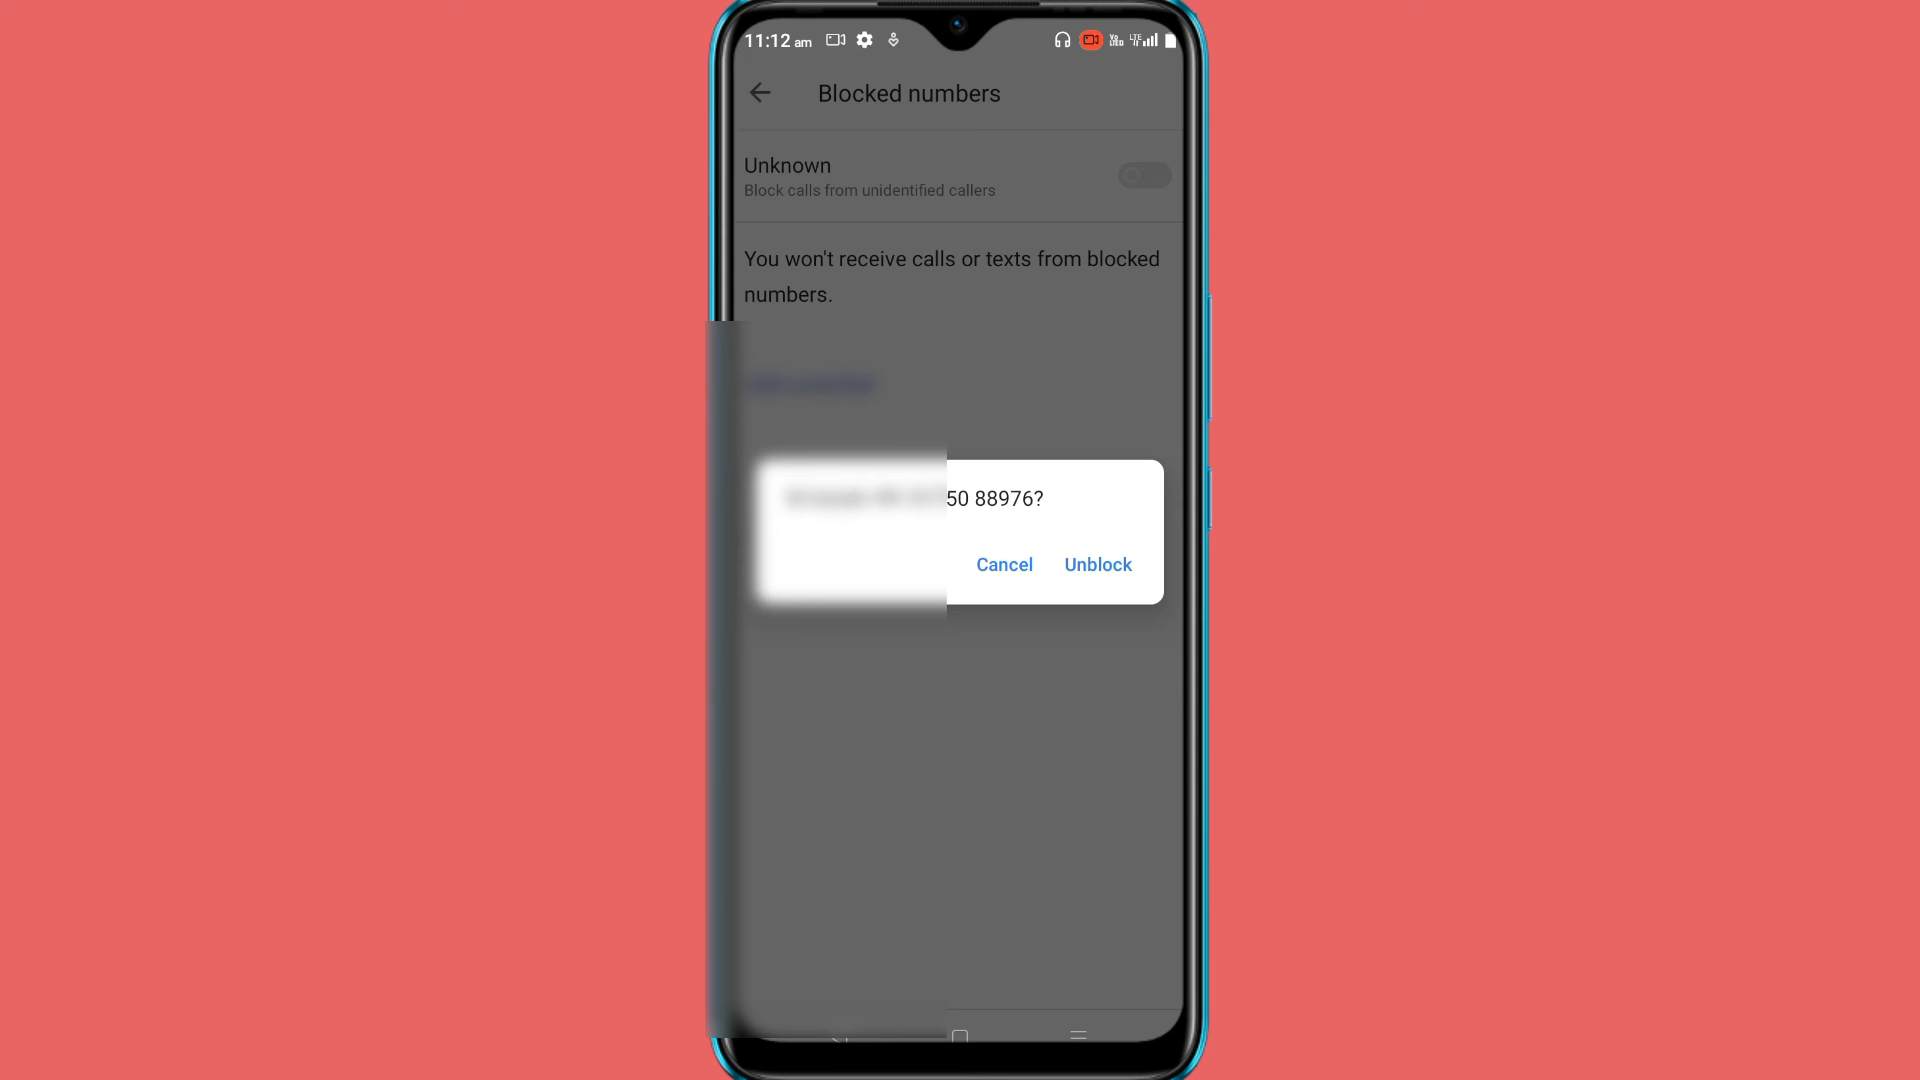 11:12 am
Blocked numbers
Unknown
Block calls from unidentified callers
You won't receive calls or texts from blocked
numbers.
50 88976?
Cancel Unblock